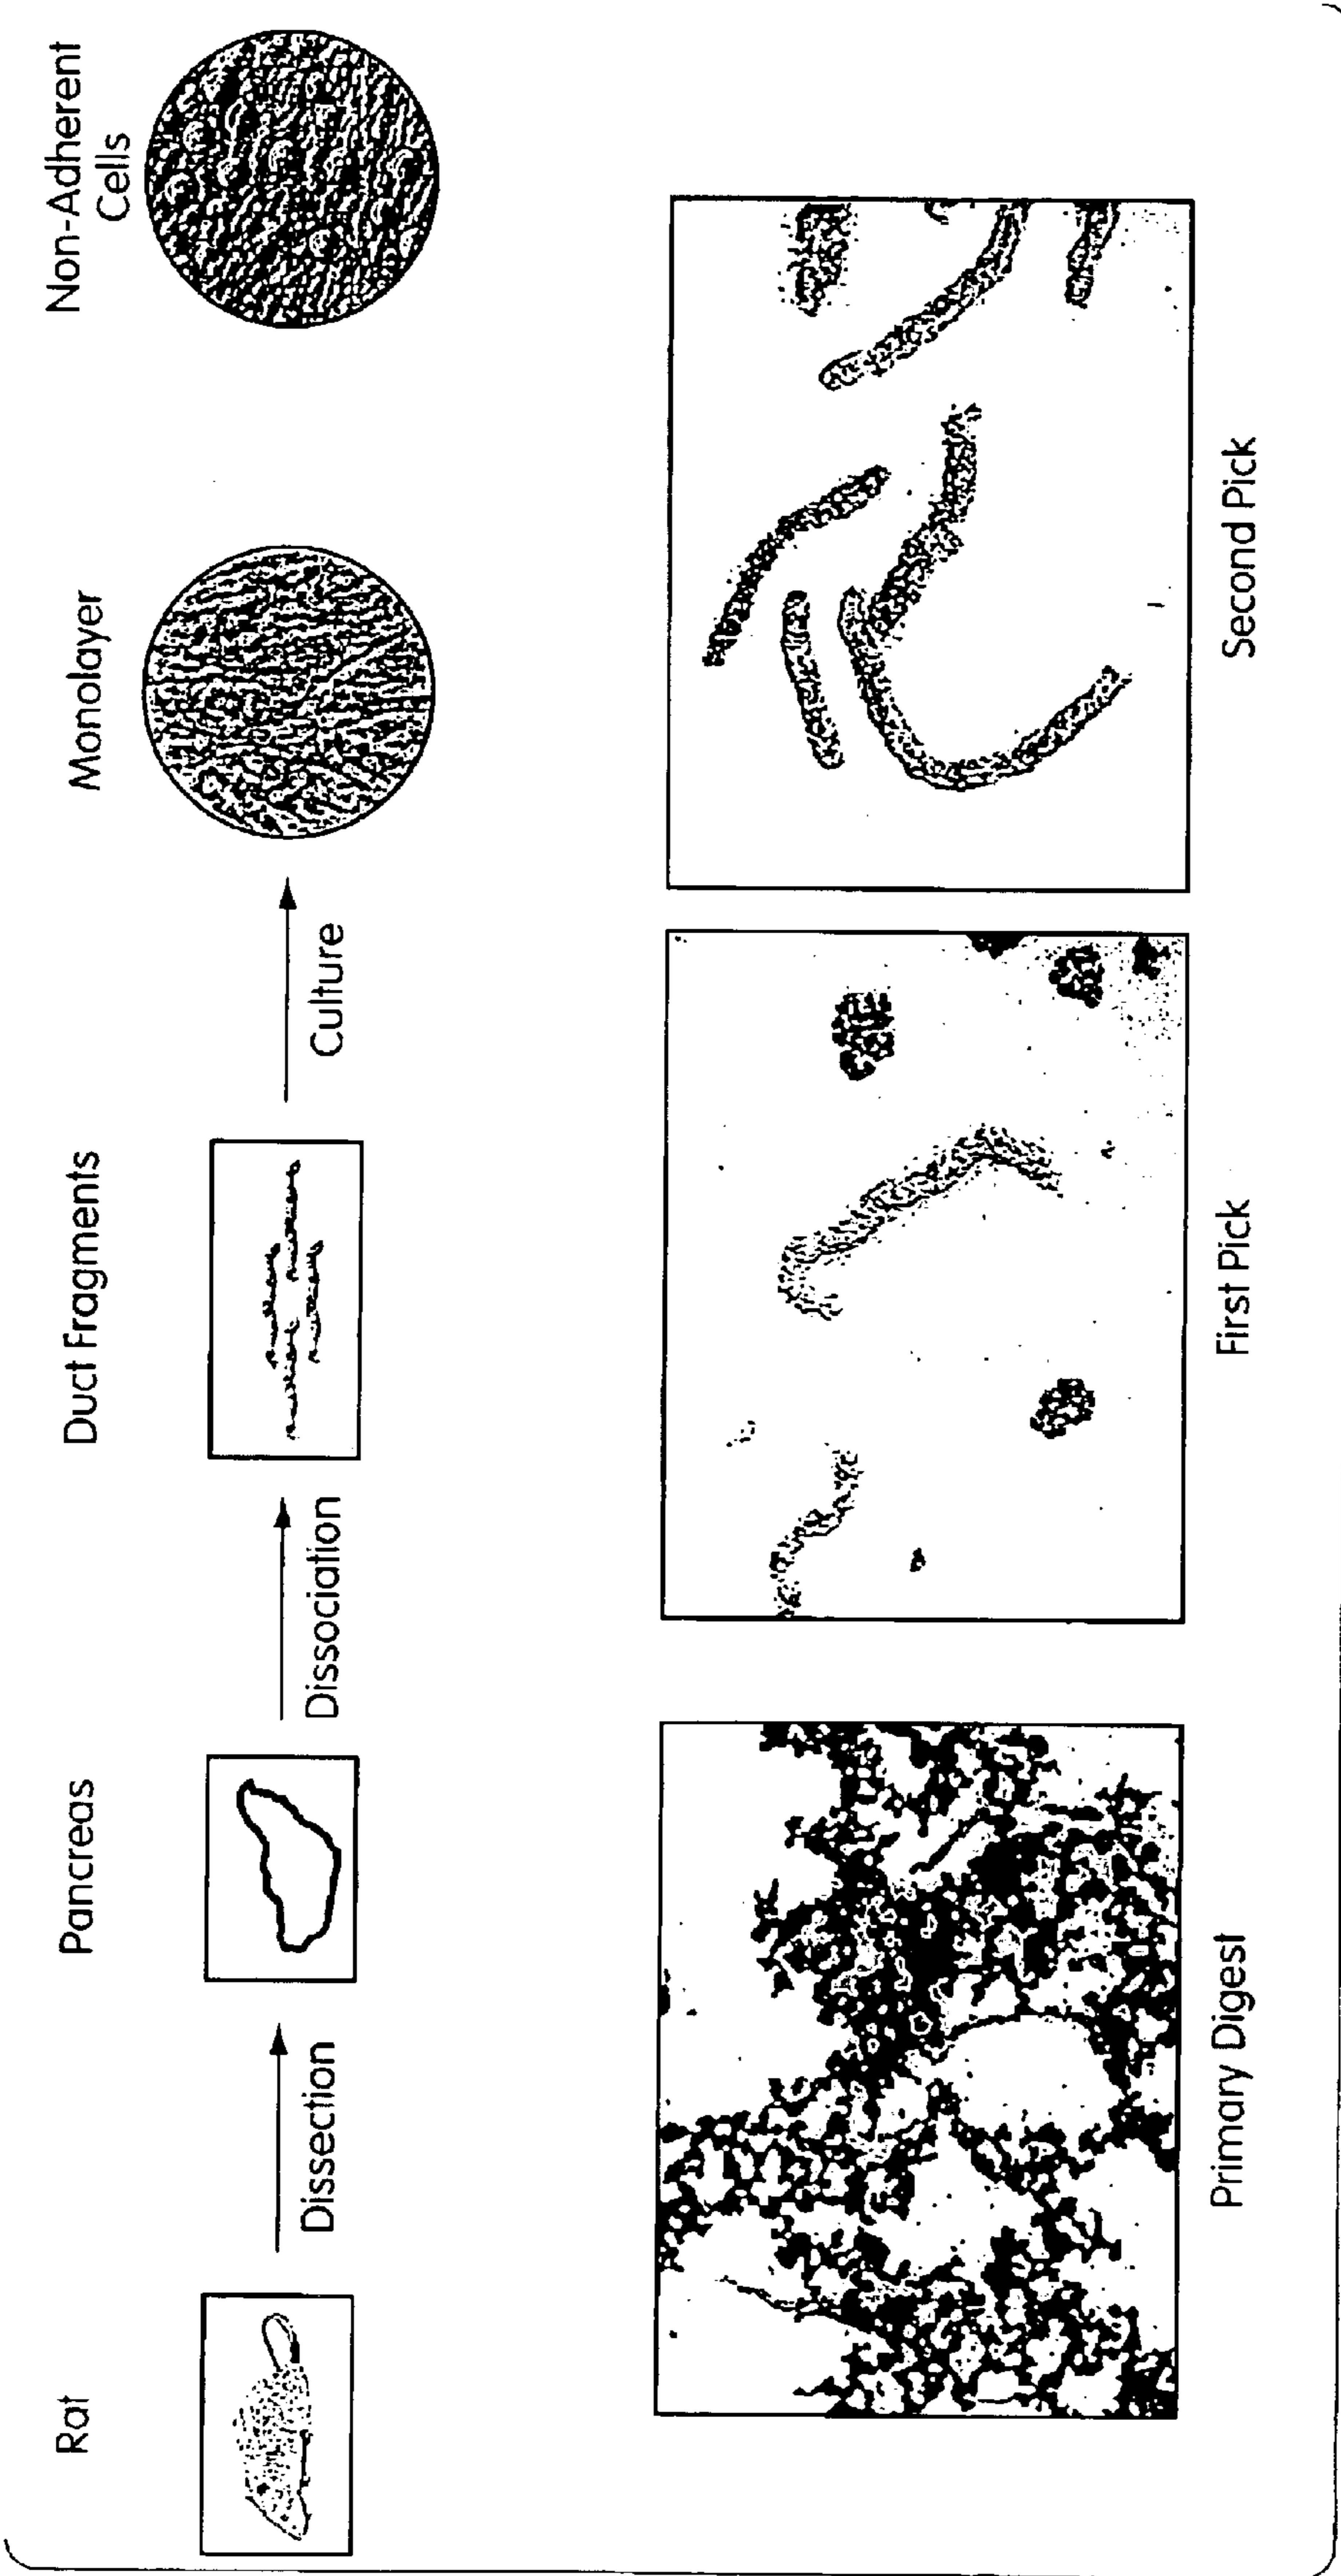 Rat
Pancreas
Duct Fragments
Monolayer
Non-Adherent
Cells
Dissection
Dissociation
Culture
Primary Digest
First Pick
Second Pick